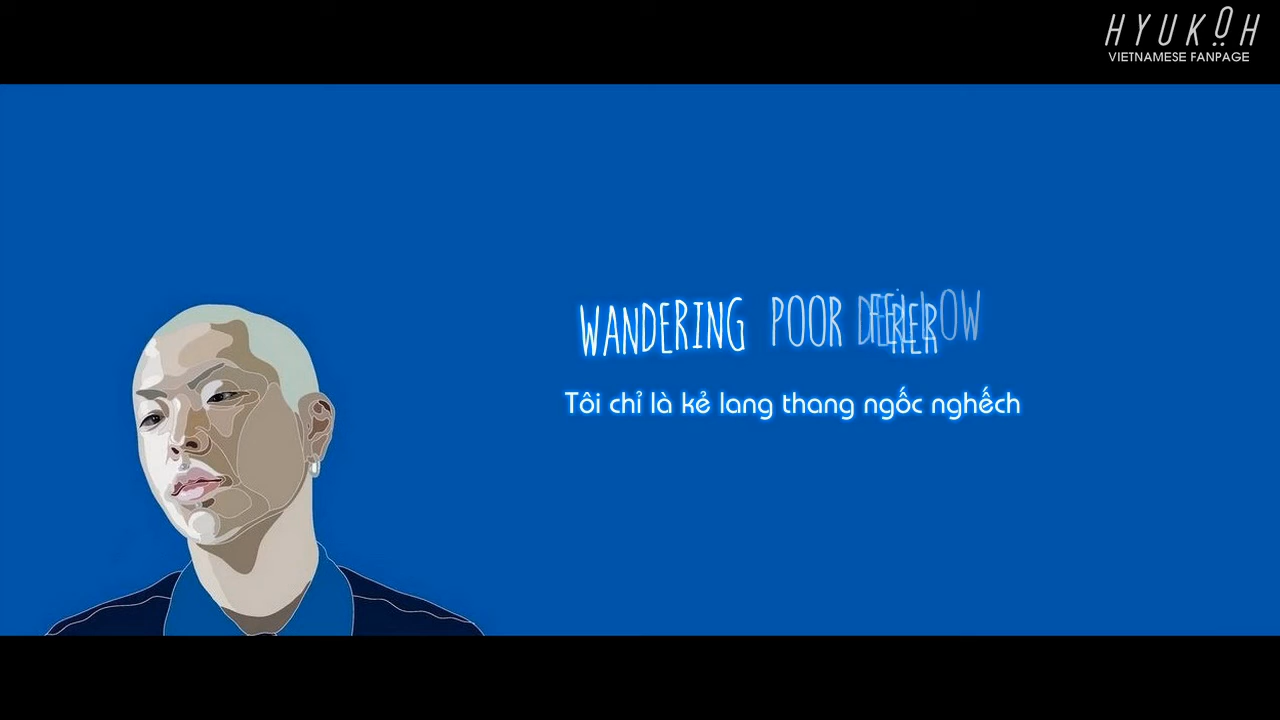 HYUKOH
VIETNAMESE FANPAGE
WANDERING POOR
Tôi chỉ là kẻ lang thang ngốc nghếch